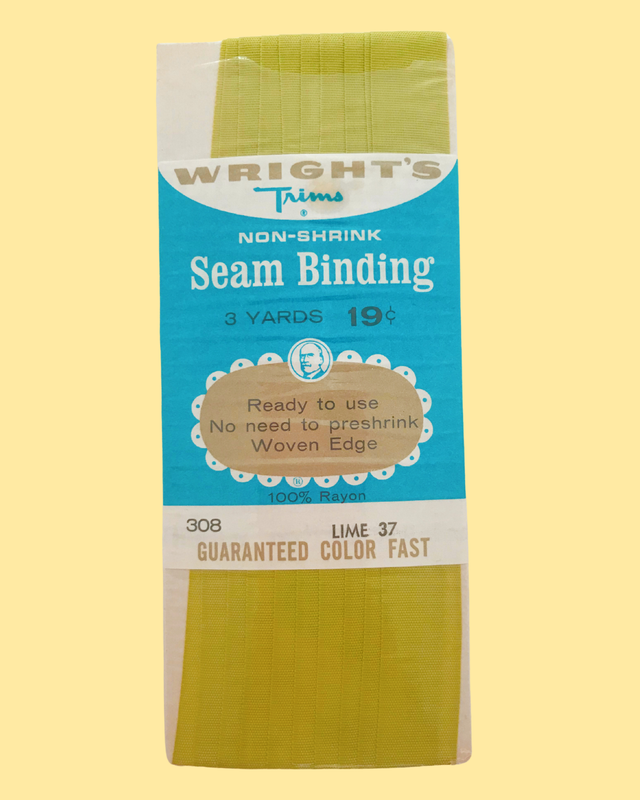 WRIGHT'S
Trims
®
NON-SHRINK
Seam Binding
3 YARDS 19¢
Ready to use
No need to preshrink
Woven Edge
®
100% Rayon
308 LIME 37
GUARANTEED COLOR FAST